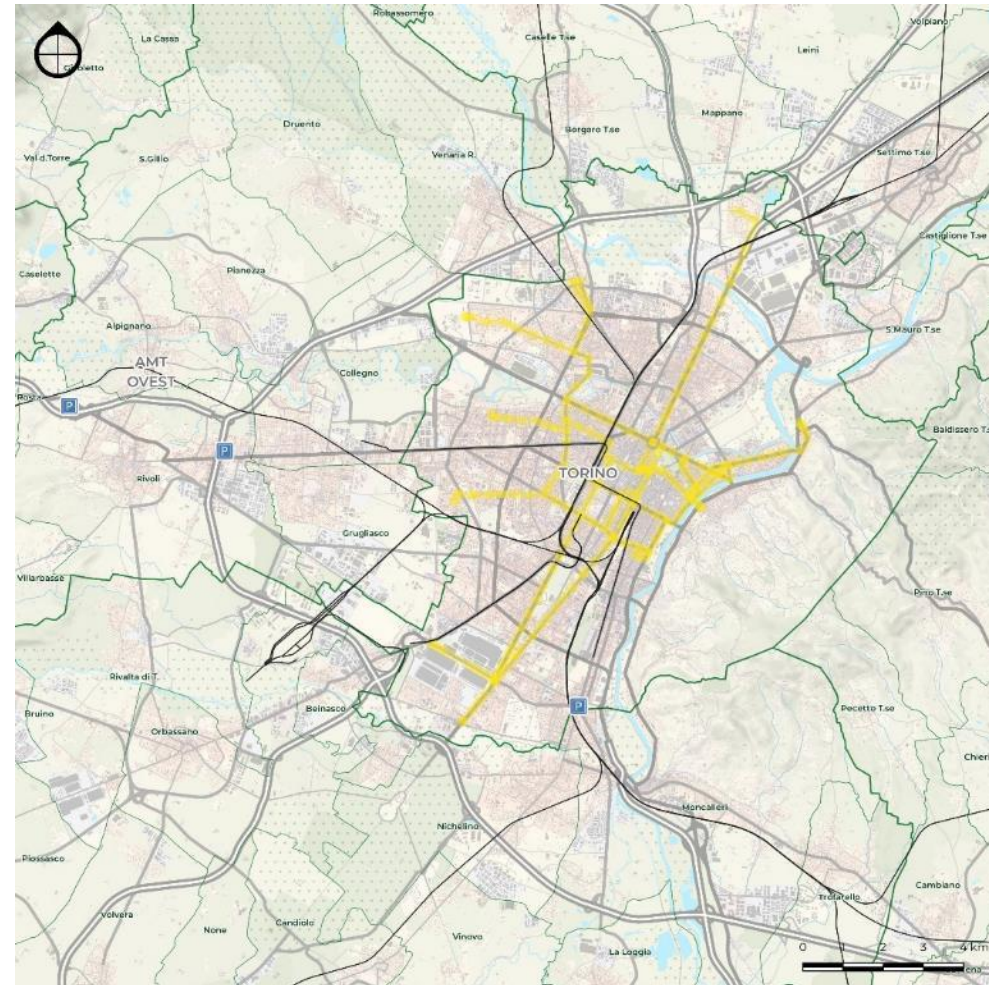 Robassomero
Volpiano
La Cassa
Caselle T.se
Leinì
Givoletto
Mappano
Druento
Borgaro T.se
Val d.Torre
S.Gillio
Venaria R.
Settimo T.se
Castiglione T.se
Caselette
Pianezza
Alpignano
S.Mauro T.se
AMT
OVEST
Collegno
Rosta
P
Baldissero T.
P
TORINO
Rivoli
Grugliasco
Villarbasse
Pino T.se
Rivalta di T.
Bruino
Beinasco
P
Pecetto T.se
Orbassano
Chieri
Moncalieri
Nichelino
Piossasco
Cambiano
Trofarello
Volvera
Candiolo
None
Vinovo
La Loggia
0 1 2 3 4 km